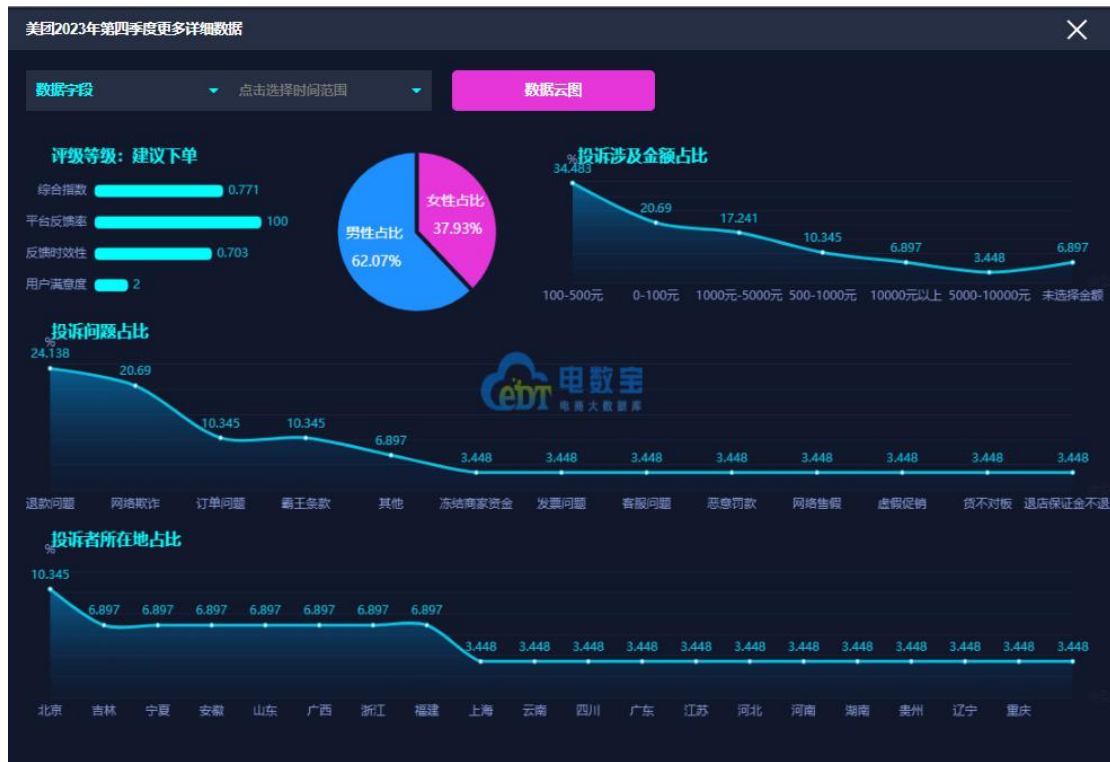 美团2023年第四季度更多详细数据
数据字段
点击选择时间范围
数据云图
评级等级：建议下单
综合指数 0.771
平台反馈率 100
反馈时效性 0.703
用户满意度 2
女性占比
37.93%
男性占比
62.07%
%投诉涉及金额占比
34.483 20.69 17.241 10.345 6.897 3.448 6.897
100-500元 0-100元 1000元-5000元 500-1000元 10000元以上 5000-10000元 未选择金额
%投诉问题占比
24.138 20.69 10.345 10.345 6.897 3.448 3.448 3.448 3.448 3.448 3.448 3.448 3.448
退款问题 网络欺诈 订单问题 霸王条款 其他 冻结商家资金 发票问题 客服问题 恶意罚款 网络售假 虚假促销 货不对板 退店保证金不退
ebT 电数宝
电商大数据库
%投诉者所在地占比
10.345 6.897 6.897 6.897 6.897 6.897 6.897 6.897 3.448 3.448 3.448 3.448 3.448 3.448 3.448 3.448 3.448 3.448 3.448 3.448
北京 吉林 宁夏 安徽 山东 广西 浙江 福建 上海 云南 四川 广东 江苏 河北 河南 湖南 贵州 辽宁 重庆